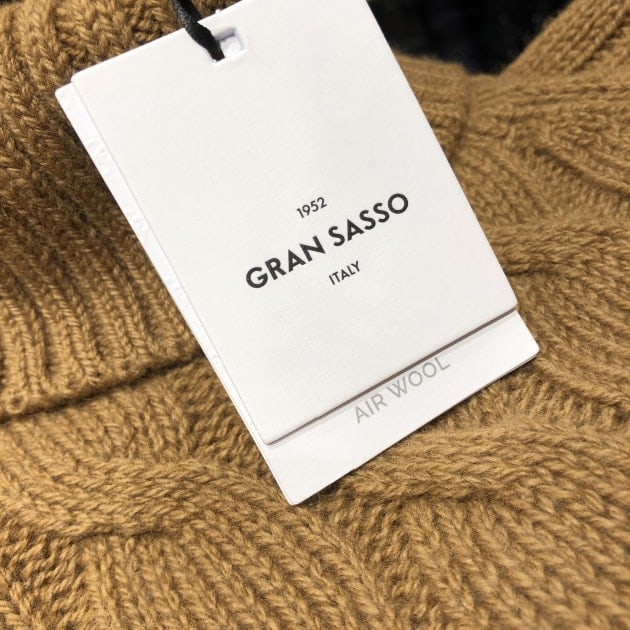 1952
GRAN SASSO
ITALY
AIR WOOL